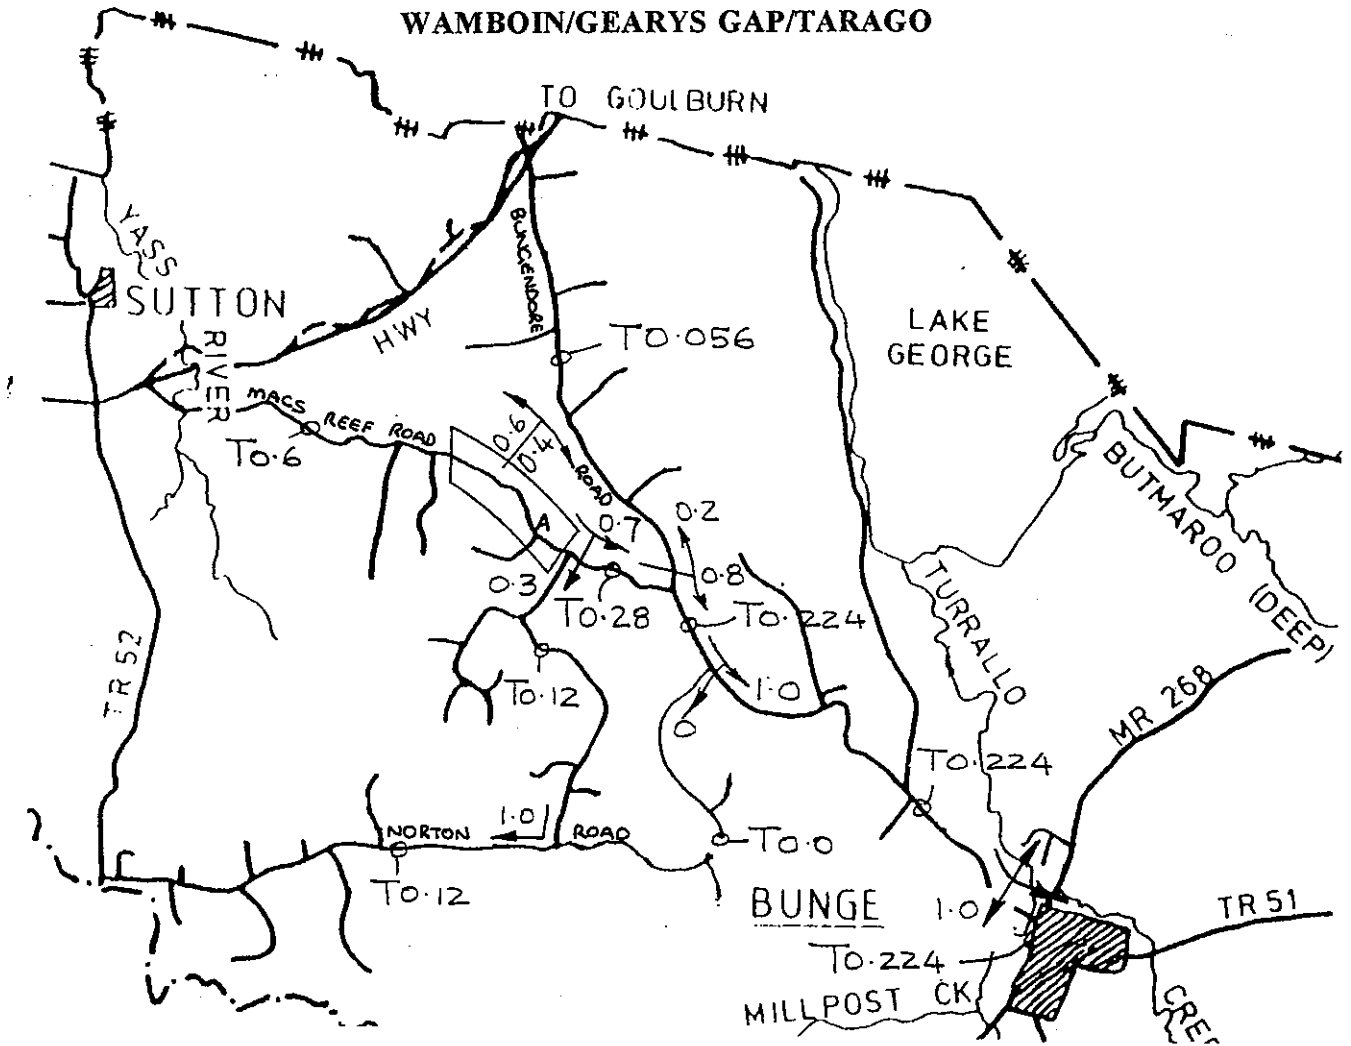 WAMBOIN/GEARYS GAP/TARAGO
TO GOULBURN
YASS
RIVER
SUTTON
HWY
BUNGENDORE
ROAD
TO·056
LAKE
GEORGE
MACS REEF ROAD
TO·6
0.6
0.4
A
0.7
0.2
0.3
0.8
TO·28
TO·224
BUTMAROO (DEEP)
TURRALLO
TR 52
TO·12
1.0
0
MR 268
TO·224
1.0
NORTON ROAD
TO·0
TO·12
BUNGE
1.0
TR 51
TO·224
MILLPOST CK
CREE